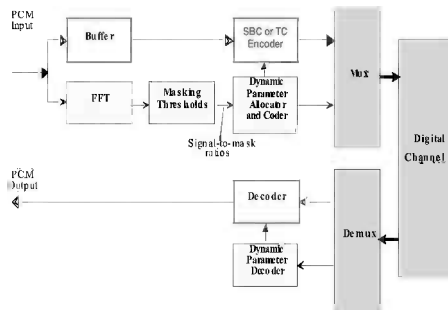 PCM
Input
Buffer
SBC or TC
Encoder
Mux
FFT
Masking
Thresholds
Dynamic
Parameter
Allocator
and Coder
Signal-to-mask
ratios
Digital
Channel
PCM
Output
Decoder
Demux
Dynamic
Parameter
Decoder